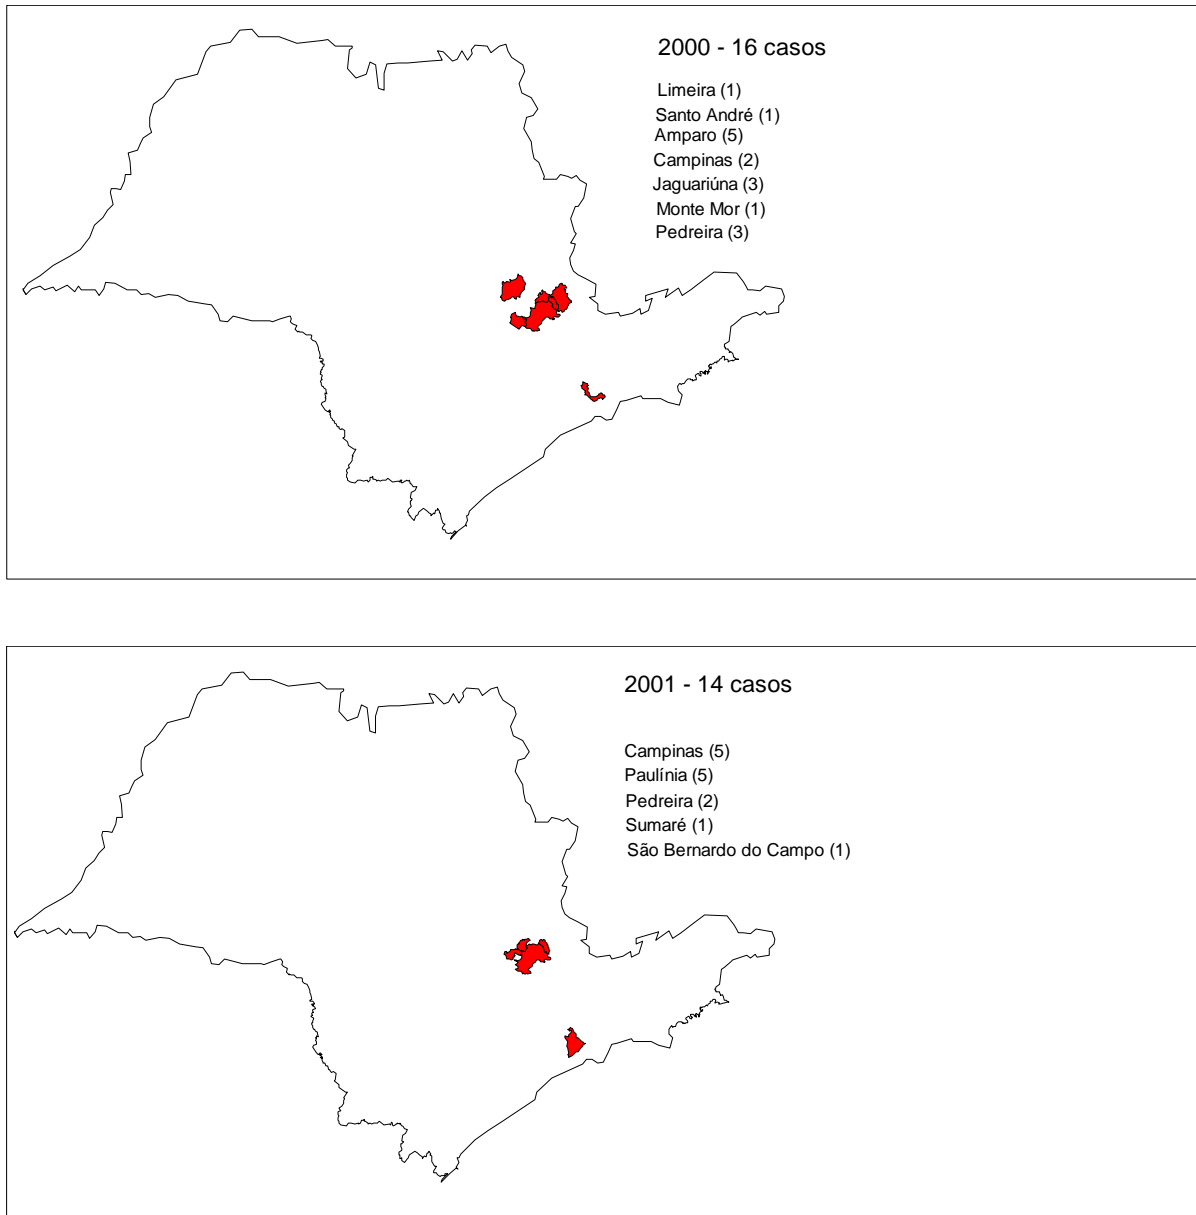 2000 - 16 casos
Limeira (1)
Santo André (1)
Amparo (5)
Campinas (2)
Jaguariúna (3)
Monte Mor (1)
Pedreira (3)
2001 - 14 casos
Campinas (5)
Paulínia (5)
Pedreira (2)
Sumaré (1)
São Bernardo do Campo (1)